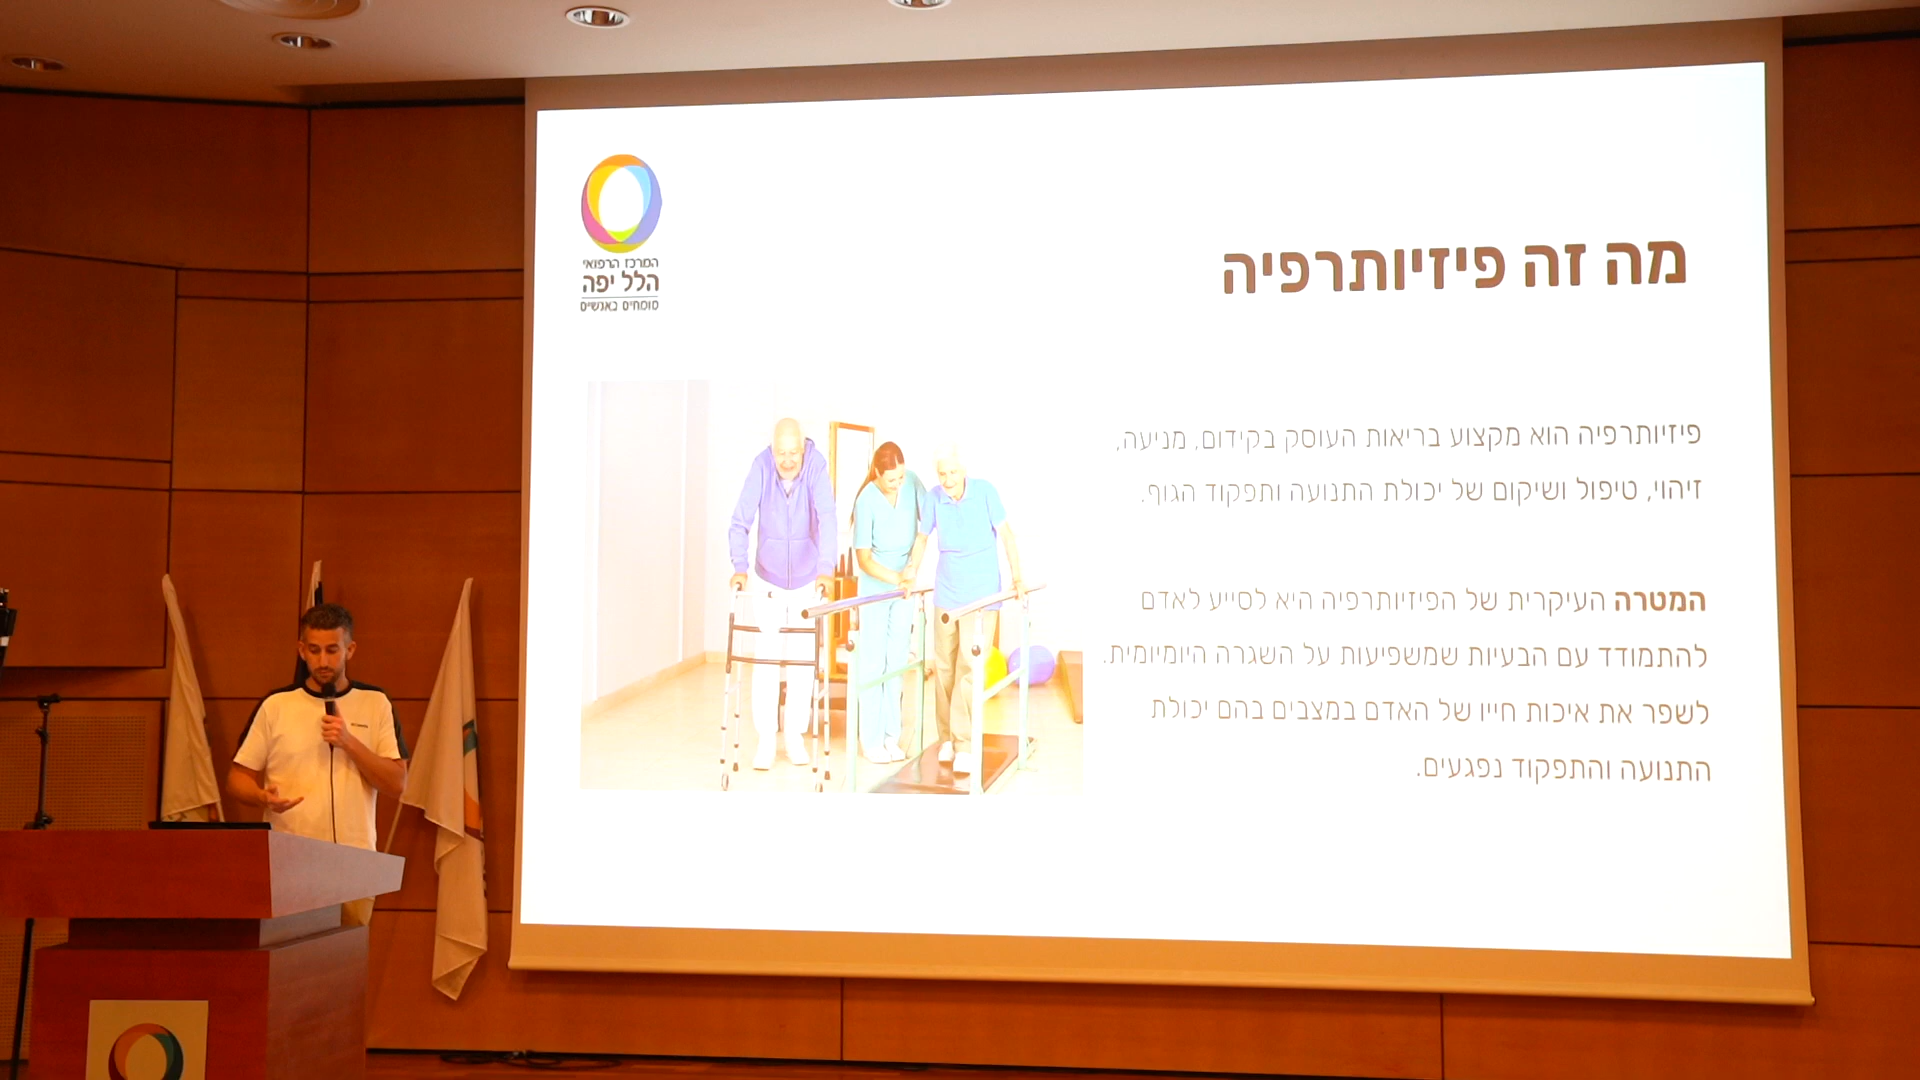 המרכז הרפואי
הלל יפה
מומחים באנשים
מה זה פיזיותרפיה
פיזיותרפיה הוא מקצוע בריאות העוסק בקידום, מניעה,
זיהוי, טיפול ושיקום של יכולת התנועה ותפקוד הגוף.
המטרה העיקרית של הפיזיותרפיה היא לסייע לאדם
להתמודד עם הבעיות שמשפיעות על השגרה היומיומית.
לשפר את איכות חייו של האדם במצבים בהם יכולת
התנועה והתפקוד נפגעים.